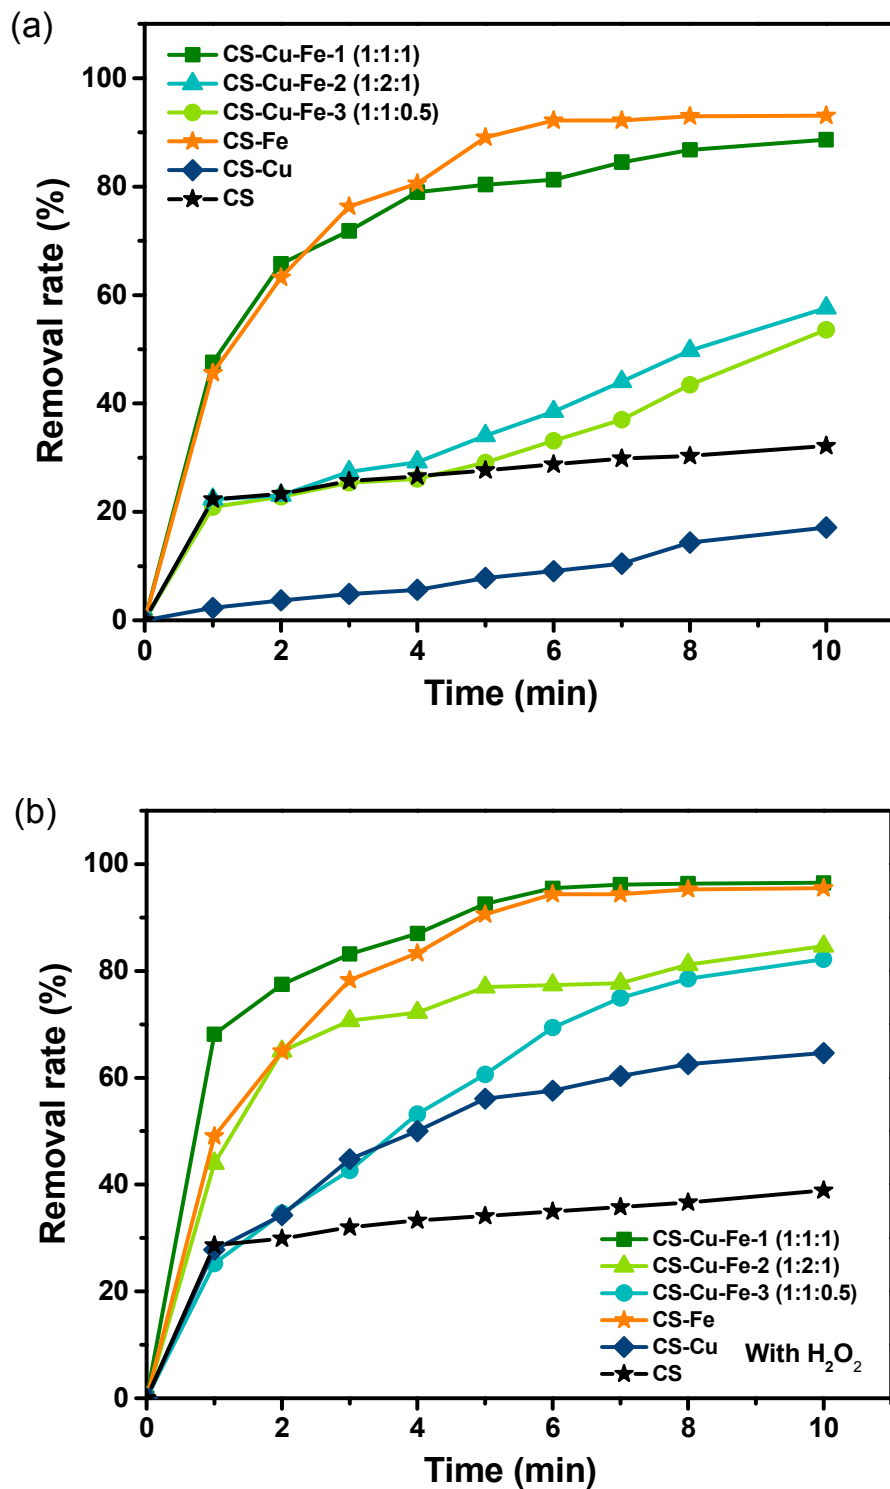 (a)
CS-Cu-Fe-1 (1:1:1)
CS-Cu-Fe-2 (1:2:1)
CS-Cu-Fe-3 (1:1:0.5)
CS-Fe
CS-Cu
CS
Removal rate (%)
100
80
60
40
20
0
0 2 4 6 8 10
Time (min)
(b)
Removal rate (%)
100
80
60
40
20
0
CS-Cu-Fe-1 (1:1:1)
CS-Cu-Fe-2 (1:2:1)
CS-Cu-Fe-3 (1:1:0.5)
CS-Fe
CS-Cu
CS
With H₂O₂
0 2 4 6 8 10
Time (min)